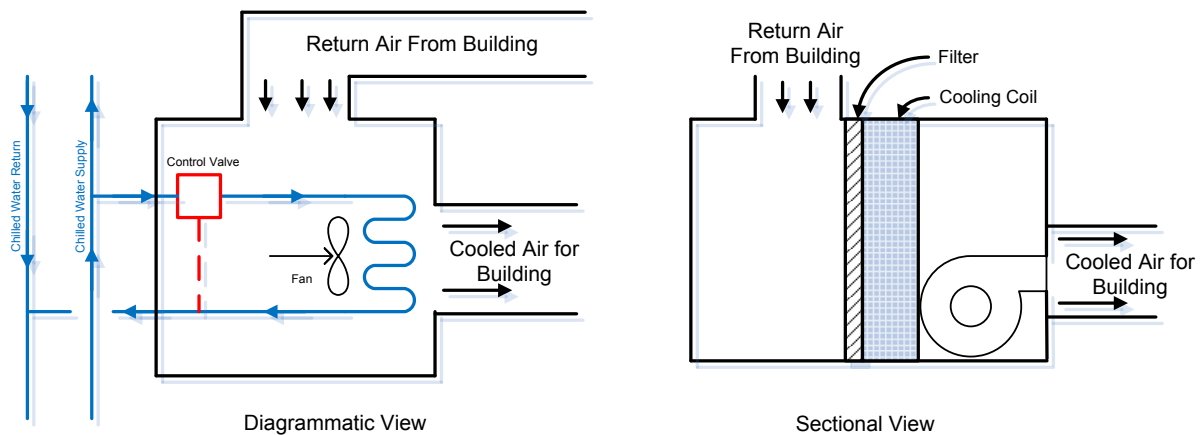 Return Air From Building
Chilled Water Return
Chilled Water Supply
Control Valve
Fan
Cooled Air for
Building
Diagrammatic View
Return Air
From Building
Filter
Cooling Coil
Cooled Air for
Building
Sectional View